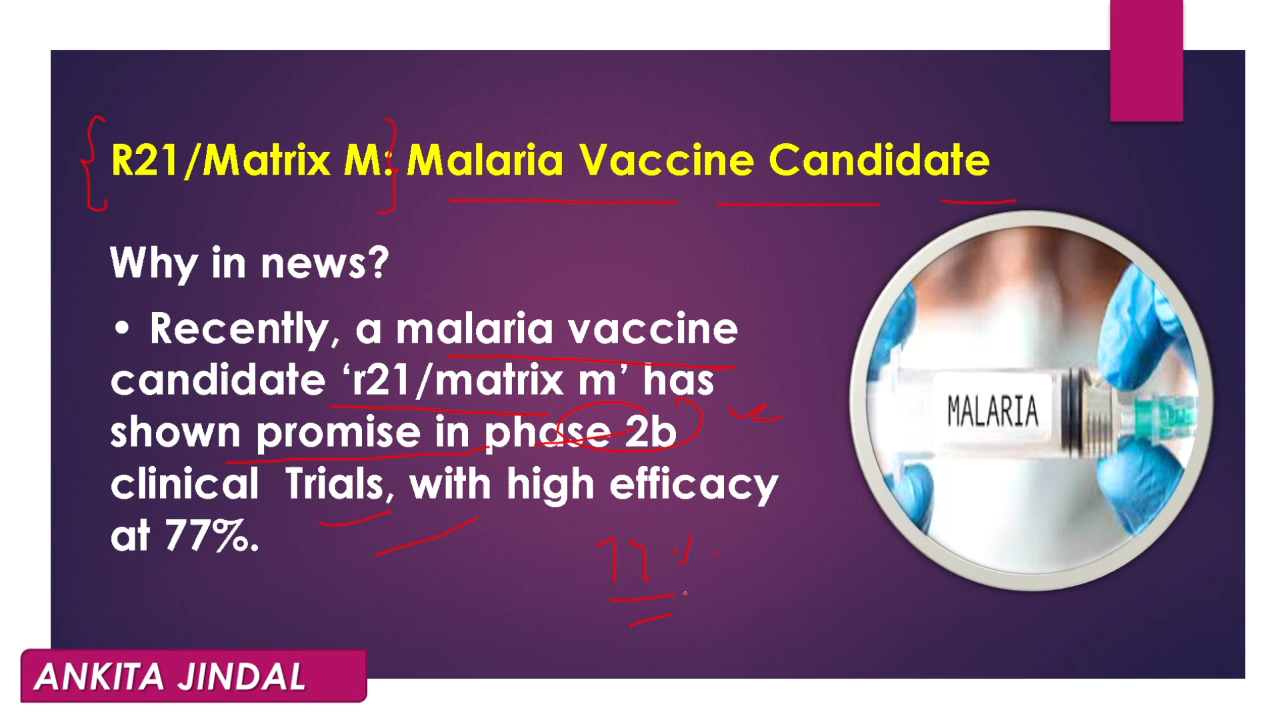 R21/Matrix M: Malaria Vaccine Candidate
Why in news?
• Recently, a malaria vaccine
candidate ‘r21/matrix m’ has
shown promise in phase 2b
clinical Trials, with high efficacy
at 77%.
MALARIA
77%.
ANKITA JINDAL